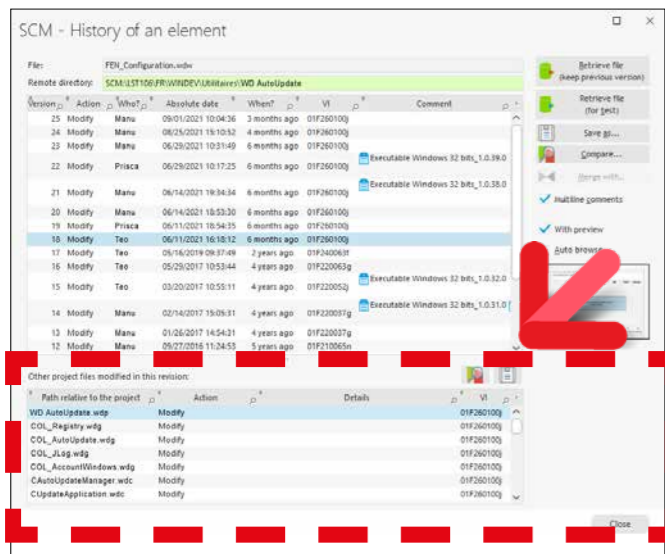 SCM - History of an element
File: FEN_Configuration.wdw
Remote directory: SCM:\LST106\FR\WINDEV\Utilitaires\WD AutoUpdate
Version Action Who? Absolute date When? VI Comment
25 Modify Manu 09/01/2021 10:04:36 3 months ago 01F260100j
24 Modify Manu 08/25/2021 15:10:52 4 months ago 01F260100j
23 Modify Manu 06/29/2021 10:31:49 6 months ago 01F260100j
22 Modify Prisca 06/29/2021 10:17:25 6 months ago 01F260100j Executable Windows 32 bits_1.0.39.0
21 Modify Manu 06/14/2021 19:34:34 6 months ago 01F260100j Executable Windows 32 bits_1.0.38.0
20 Modify Manu 06/14/2021 18:53:30 6 months ago 01F260100j
19 Modify Prisca 06/11/2021 18:54:35 6 months ago 01F260100j
18 Modify Teo 06/11/2021 16:18:12 6 months ago 01F260100j
17 Modify Teo 05/16/2019 09:37:49 2 years ago 01F240063f
16 Modify Teo 05/29/2017 10:53:44 4 years ago 01F220063g
15 Modify Teo 03/20/2017 10:55:11 4 years ago 01F220052j Executable Windows 32 bits_1.0.32.0
14 Modify Manu 02/14/2017 15:09:31 4 years ago 01F220037g Executable Windows 32 bits_1.0.31.0
13 Modify Manu 01/26/2017 14:54:31 4 years ago 01F220037g
12 Modify Manu 09/27/2016 11:24:53 5 years ago 01F210065n
Retrieve file
(keep previous version)
Retrieve file
(for test)
Save as...
Compare...
Merge with...
Multiline comments
With preview
Auto browse
Other project files modified in this revision:
Path relative to the project Action Details VI
WD AutoUpdate.wdp Modify 01F260100j
COL_Registry.wdg Modify 01F260100j
COL_AutoUpdate.wdg Modify 01F260100j
COL_JLog.wdg Modify 01F260100j
COL_AccountWindows.wdg Modify 01F260100j
CAutoUpdateManager.wdc Modify 01F260100j
CUpdateApplication.wdc Modify 01F260100j
Close